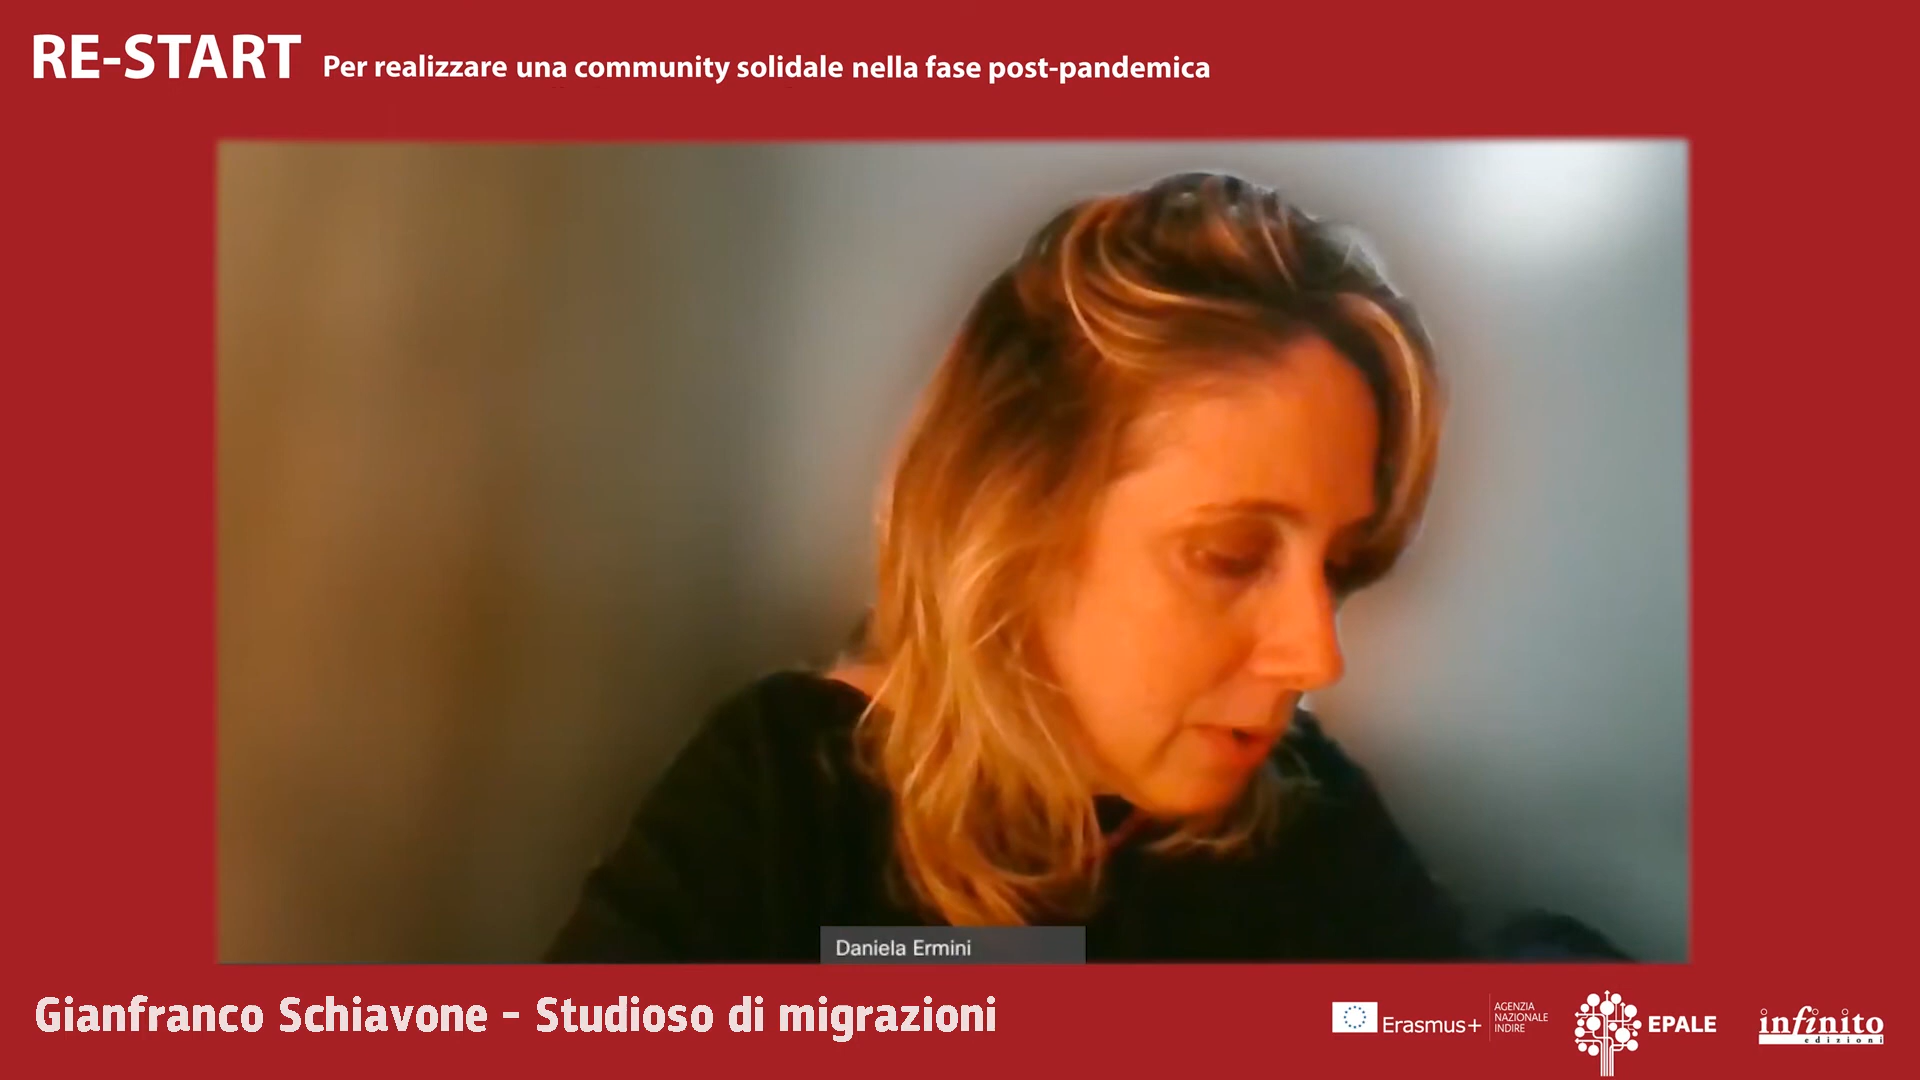 RE-START Per realizzare una community solidale nella fase post-pandemica
Daniela Ermini
Gianfranco Schiavone - Studioso di migrazioni
Erasmus+
AGENZIA
NAZIONALE
INDIRE
EPALE
infinito
edizioni